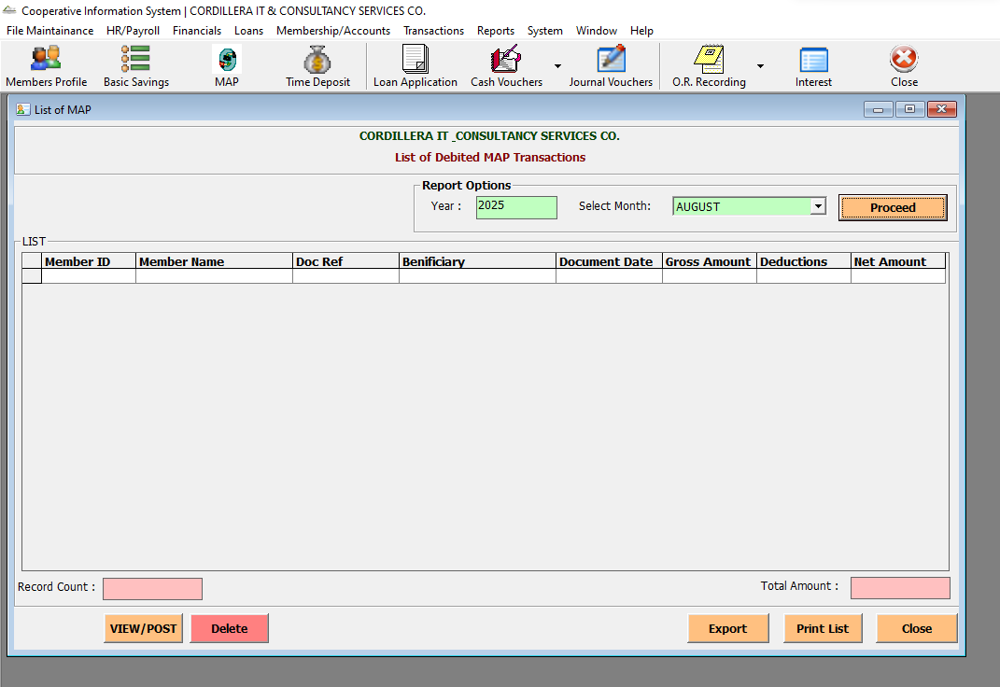 Cooperative Information System | CORDILLERA IT & CONSULTANCY SERVICES CO.
File Maintainance HR/Payroll Financials Loans Membership/Accounts Transactions Reports System Window Help
Members Profile Basic Savings MAP Time Deposit Loan Application Cash Vouchers Journal Vouchers O.R. Recording Interest Close
List of MAP
CORDILLERA IT _CONSULTANCY SERVICES CO.
List of Debited MAP Transactions
Report Options
Year : 2025 Select Month: AUGUST Proceed
LIST
Member ID Member Name Doc Ref Benificiary Document Date Gross Amount Deductions Net Amount
Record Count : Total Amount :
VIEW/POST Delete Export Print List Close